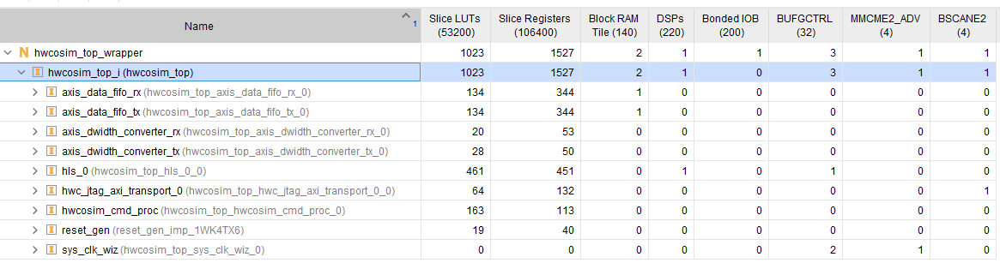 Name 1 Slice LUTs (53200) Slice Registers (106400) Block RAM Tile (140) DSPs (220) Bonded IOB (200) BUFGCTRL (32) MMCME2_ADV (4) BSCANE2 (4)
N hwcosim_top_wrapper 1023 1527 2 1 1 3 1 1
I hwcosim_top_i (hwcosim_top) 1023 1527 2 1 0 3 1 1
I axis_data_fifo_rx (hwcosim_top_axis_data_fifo_rx_0) 134 344 1 0 0 0 0 0
I axis_data_fifo_tx (hwcosim_top_axis_data_fifo_tx_0) 134 344 1 0 0 0 0 0
I axis_dwidth_converter_rx (hwcosim_top_axis_dwidth_converter_rx_0) 20 53 0 0 0 0 0 0
I axis_dwidth_converter_tx (hwcosim_top_axis_dwidth_converter_tx_0) 28 50 0 0 0 0 0 0
I hls_0 (hwcosim_top_hls_0_0) 461 451 0 1 0 1 0 0
I hwc_jtag_axi_transport_0 (hwcosim_top_hwc_jtag_axi_transport_0_0) 64 132 0 0 0 0 0 1
I hwcosim_cmd_proc (hwcosim_top_hwcosim_cmd_proc_0) 163 113 0 0 0 0 0 0
I reset_gen (reset_gen_imp_1WK4TX6) 19 40 0 0 0 0 0 0
I sys_clk_wiz (hwcosim_top_sys_clk_wiz_0) 0 0 0 0 0 2 1 0